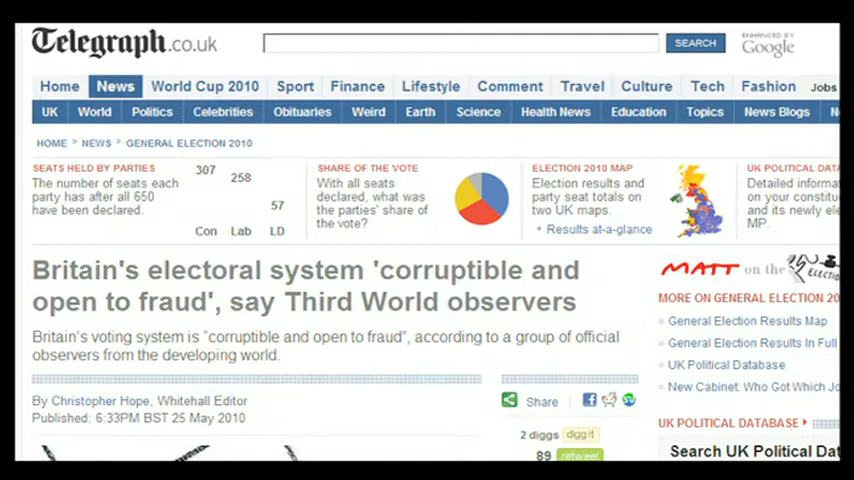 Telegraph.co.uk
SEARCH
ENHANCED BY
Google
Home News World Cup 2010 Sport Finance Lifestyle Comment Travel Culture Tech Fashion Jobs
UK World Politics Celebrities Obituaries Weird Earth Science Health News Education Topics News Blogs
HOME > NEWS > GENERAL ELECTION 2010
SEATS HELD BY PARTIES
The number of seats each
party has after all 650
have been declared.
307
258
57
Con Lab LD
SHARE OF THE VOTE
With all seats
declared, what was
the parties' share of
the vote?
ELECTION 2010 MAP
Election results and
party seat totals on
two UK maps.
• Results at-a-glance
UK POLITICAL DATA
Detailed informa
on your constitu
and its newly ele
MP.
Britain's electoral system 'corruptible and
open to fraud', say Third World observers
Britain's voting system is "corruptible and open to fraud", according to a group of official
observers from the developing world.
By Christopher Hope, Whitehall Editor
Published: 6:33PM BST 25 May 2010
Share
2 diggs digg it
89 retweet
MATT on the
ELECTION
MORE ON GENERAL ELECTION 20
General Election Results Map
General Election Results In Full
UK Political Database
New Cabinet: Who Got Which Jo
UK POLITICAL DATABASE
Search UK Political Dat